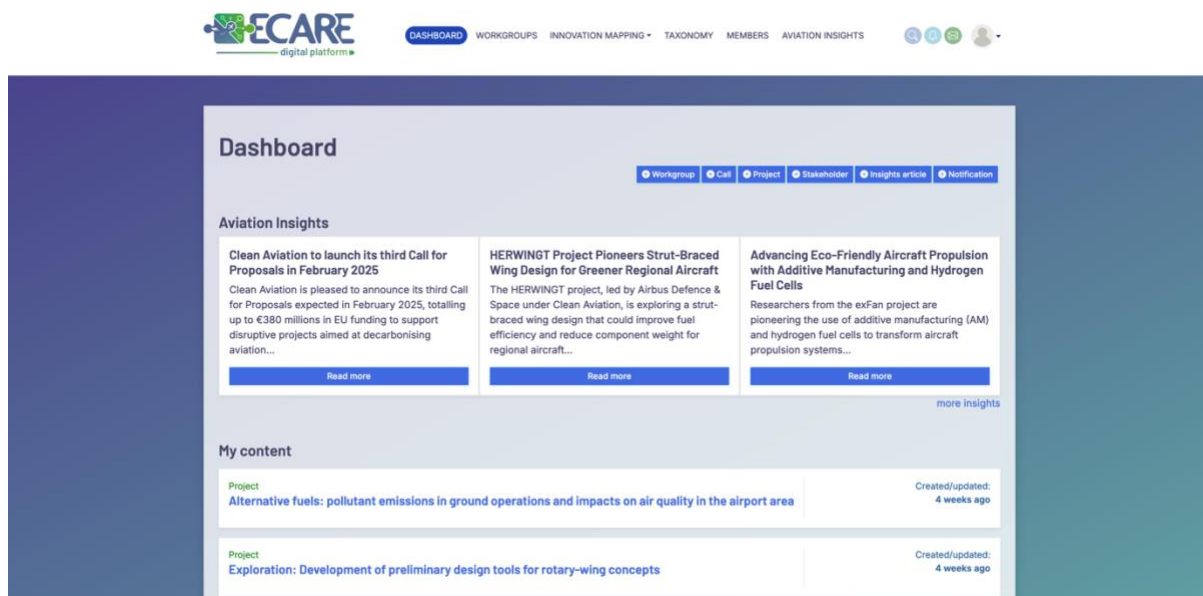 ECARE
digital platform
DASHBOARD WORKGROUPS INNOVATION MAPPING TAXONOMY MEMBERS AVIATION INSIGHTS
Dashboard
Workgroup Call Project Stakeholder Insights article Notification
Aviation Insights
Clean Aviation to launch its third Call for
Proposals in February 2025
Clean Aviation is pleased to announce its third Call
for Proposals expected in February 2025, totalling
up to €380 millions in EU funding to support
disruptive projects aimed at decarbonising
aviation...
Read more
HERWINGT Project Pioneers Strut-Braced
Wing Design for Greener Regional Aircraft
The HERWINGT project, led by Airbus Defence &
Space under Clean Aviation, is exploring a strut-
braced wing design that could improve fuel
efficiency and reduce component weight for
regional aircraft...
Read more
Advancing Eco-Friendly Aircraft Propulsion
with Additive Manufacturing and Hydrogen
Fuel Cells
Researchers from the exFan project are
pioneering the use of additive manufacturing (AM)
and hydrogen fuel cells to transform aircraft
propulsion systems...
Read more
more insights
My content
Project
Alternative fuels: pollutant emissions in ground operations and impacts on air quality in the airport area
Created/updated:
4 weeks ago
Project
Exploration: Development of preliminary design tools for rotary-wing concepts
Created/updated:
4 weeks ago